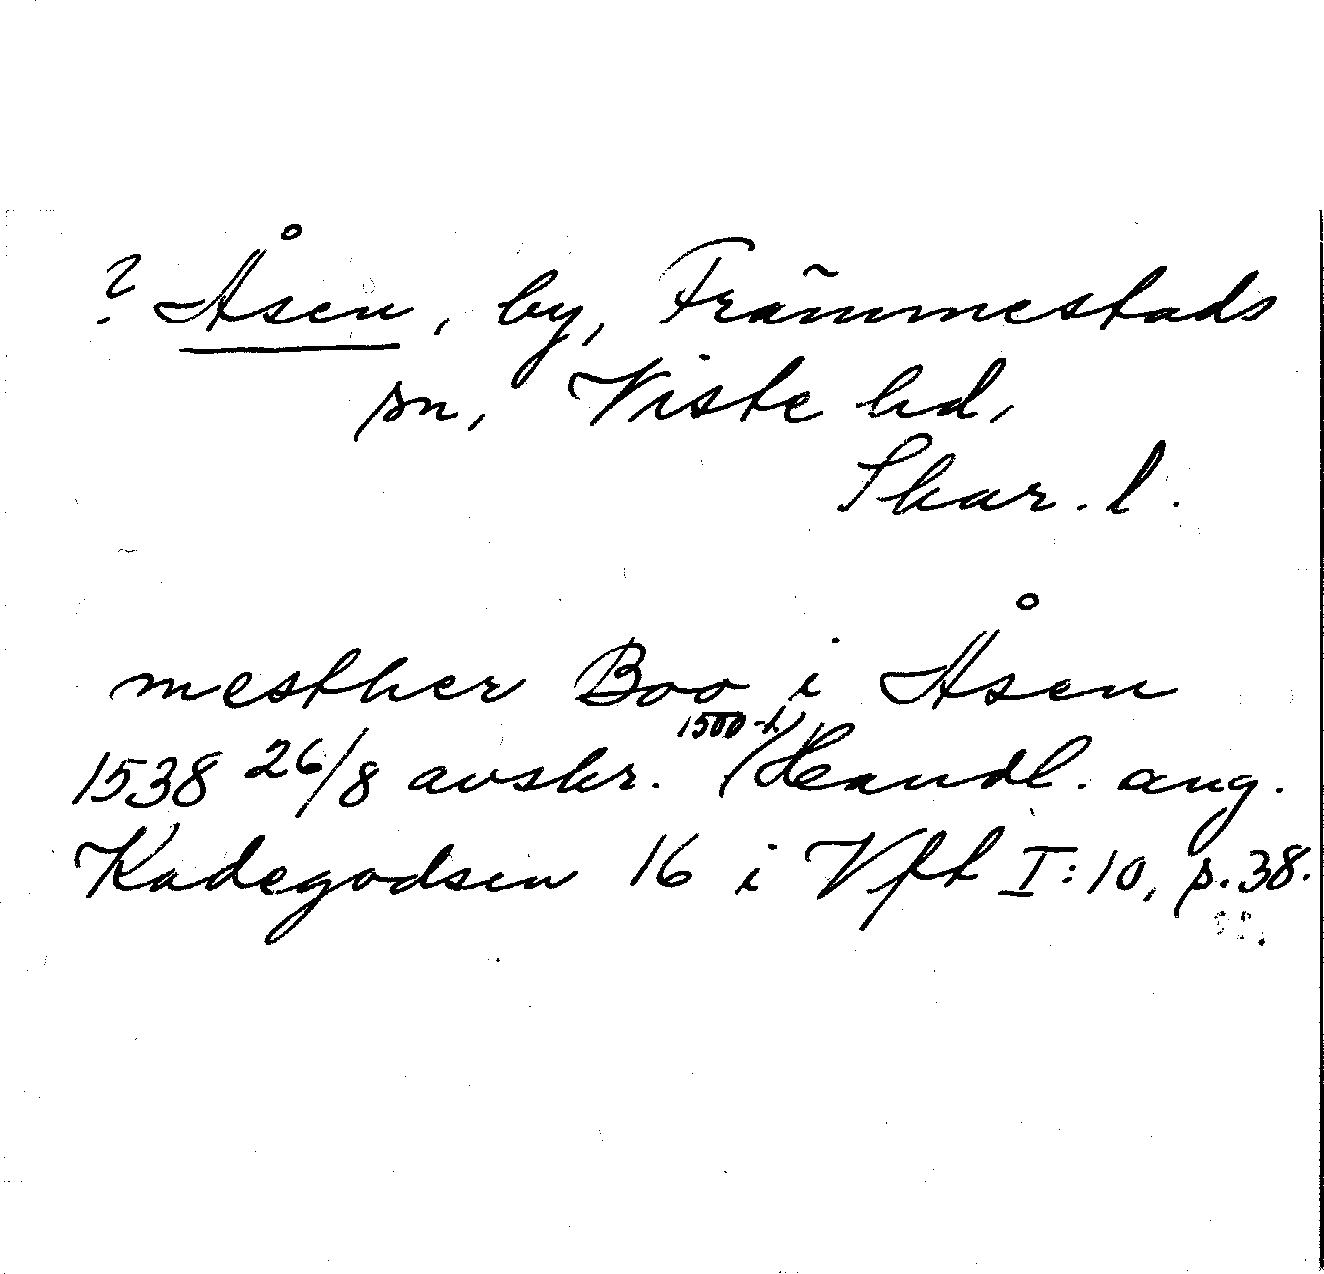 ? Åsen, by, Främmestads
sn, Viste hd,
Skar. l.
mesther Boo i Åsen
1538 26/8 avskr. 1500-t/ (Handl. ang.
Kadegodsen 16 i Vfl I:10, p. 38.